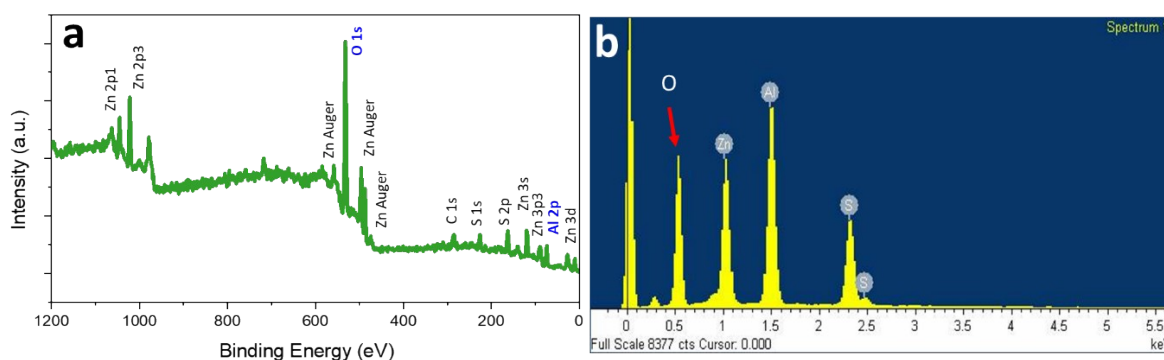 a
Intensity (a.u.)
Zn 2p1
Zn 2p3
Zn Auger
O 1s
Zn Auger
Zn Auger
C 1s
S 1s
S 2p
Zn 3s
Zn 3p3
Al 2p
Zn 3d
1200 1000 800 600 400 200 0
Binding Energy (eV)
b
Spectrum
O
Zn
Al
S
S
0 0.5 1 1.5 2 2.5 3 3.5 4 4.5 5 5.5
Full Scale 8377 cts Cursor: 0.000
ke